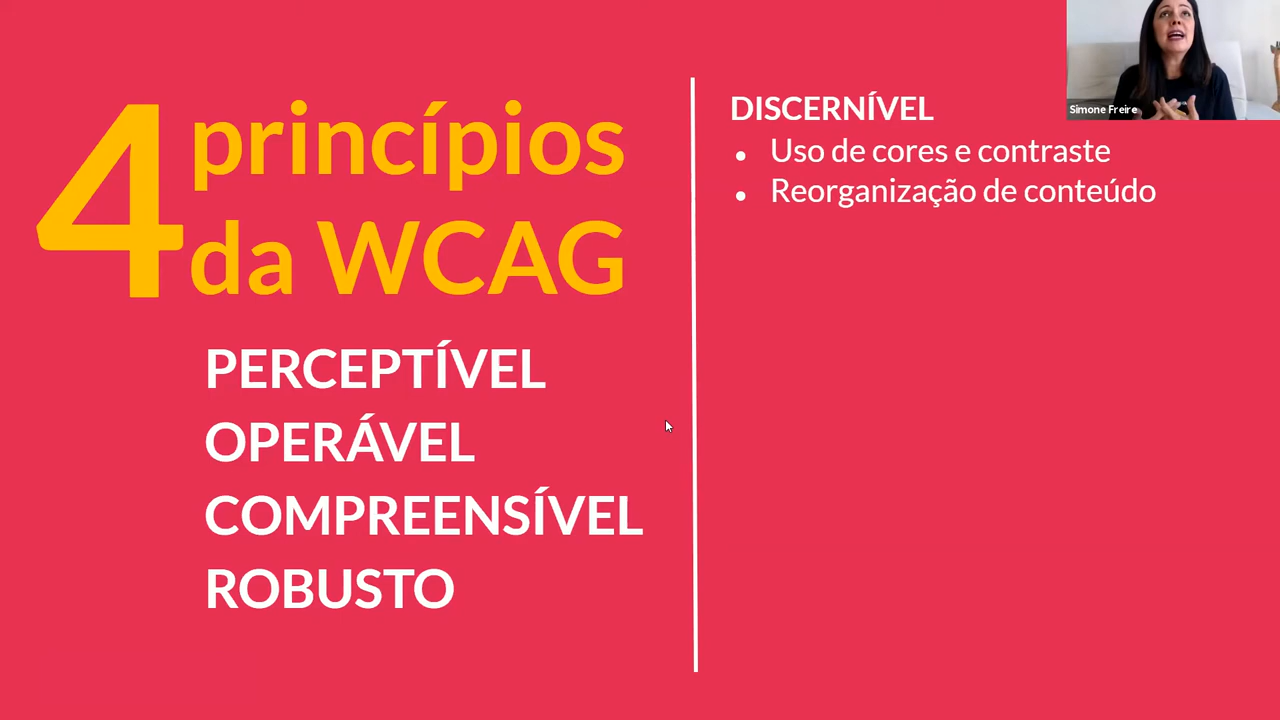 4 princípios
da WCAG
PERCEPTÍVEL
OPERÁVEL
COMPREENSÍVEL
ROBUSTO
DISCERNÍVEL
• Uso de cores e contraste
• Reorganização de conteúdo
Simone Freire